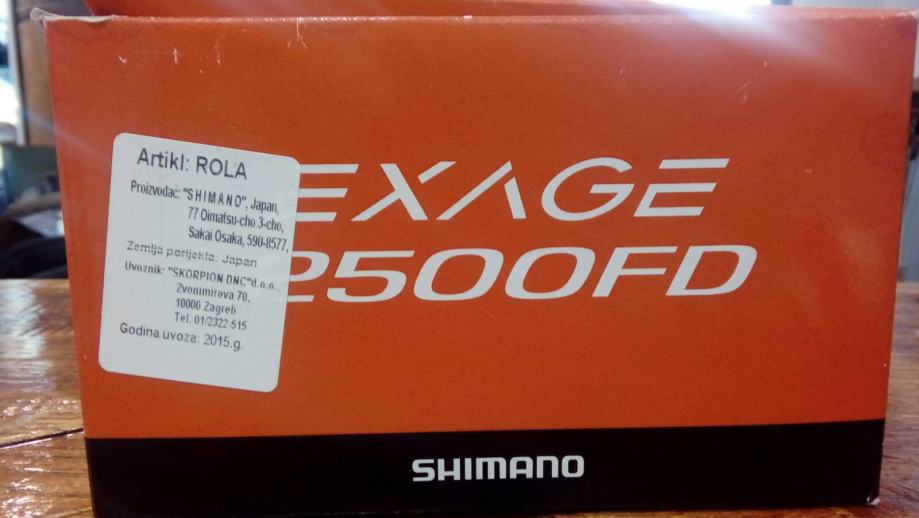 Artikl: ROLA
Proizvođač: "SHIMANO", Japan,
77 Oimatsu-cho 3-cho,
Sakai Osaka, 590-8577,
Zemlja porijekla: Japan
Uvoznik: "SKORPION DNC"d.o.o.
Zvonimirova 70,
10000 Zagreb
Tel. 01/2322-515
Godina uvoza: 2015.g.
EXAGE
2500FD
SHIMANO